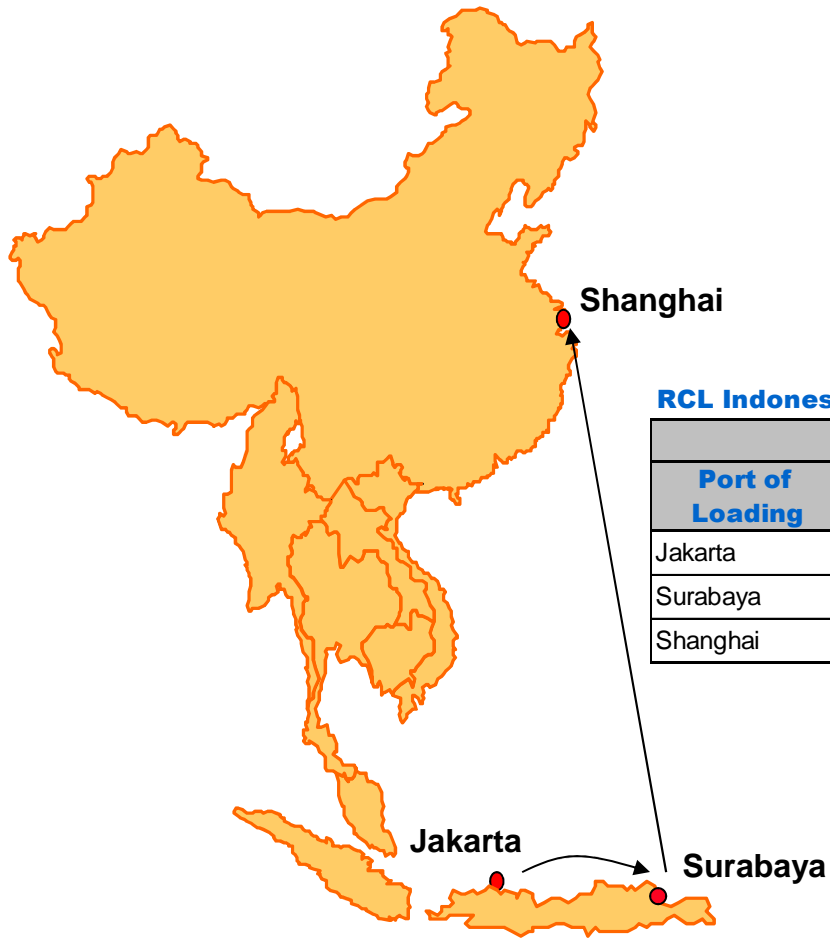 Shanghai
RCL Indones
Port of
Loading
Jakarta
Surabaya
Shanghai
Jakarta
Surabaya